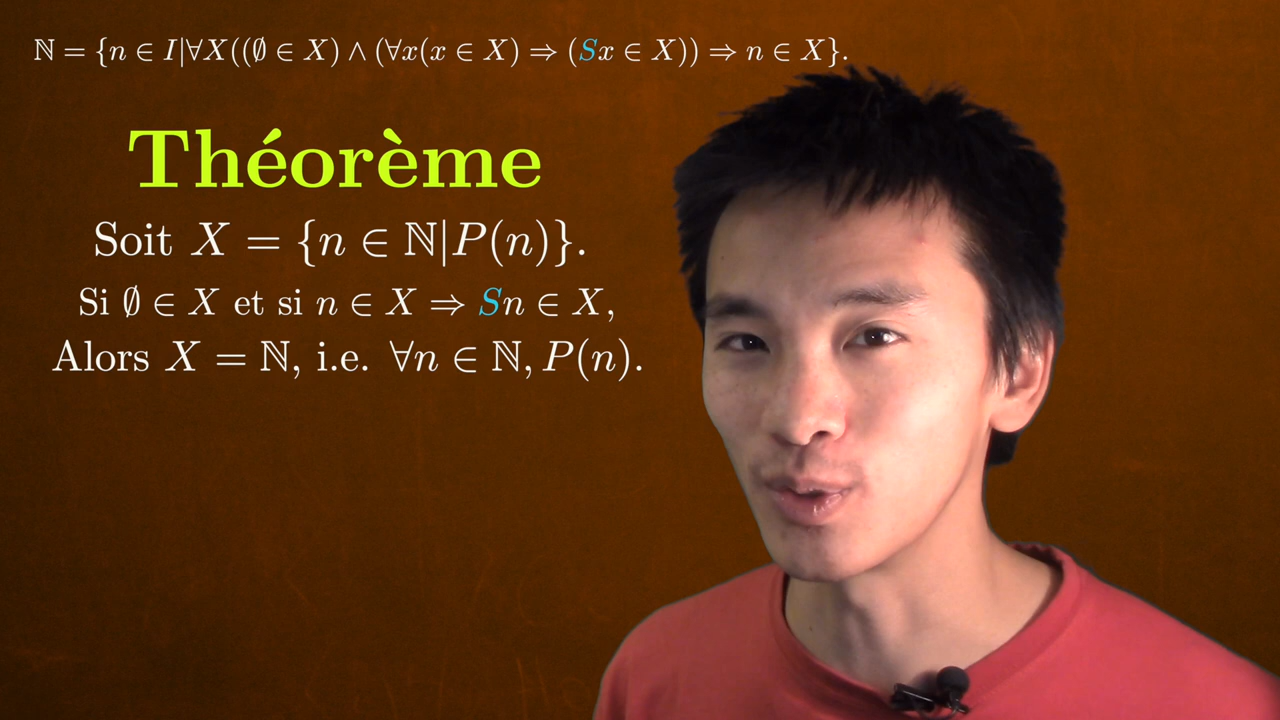 ℕ = {n ∈ I|∀X((∅ ∈ X) ∧ (∀x(x ∈ X) ⇒ (Sx ∈ X)) ⇒ n ∈ X}.
Théorème
Soit X = {n ∈ ℕ|P(n)}.
Si ∅ ∈ X et si n ∈ X ⇒ Sn ∈ X,
Alors X = ℕ, i.e. ∀n ∈ ℕ, P(n).